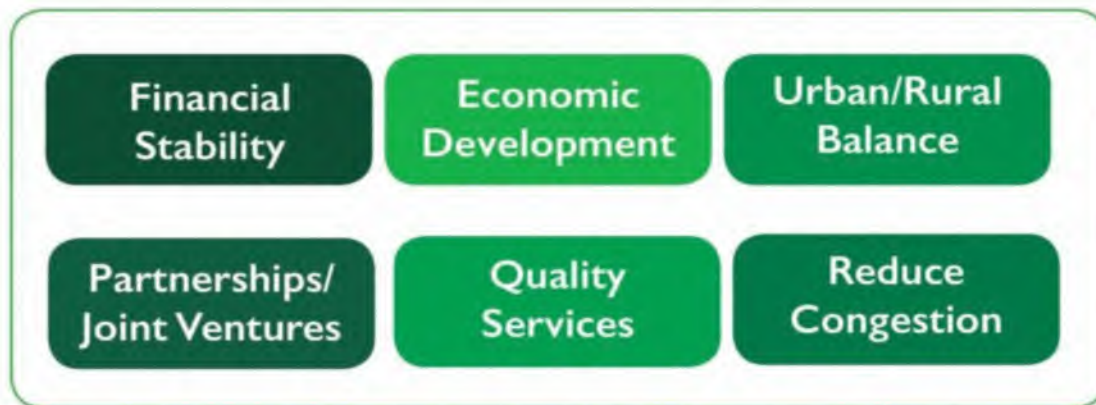 Financial
Stability
Economic
Development
Urban/Rural
Balance
Partnerships/
Joint Ventures
Quality
Services
Reduce
Congestion